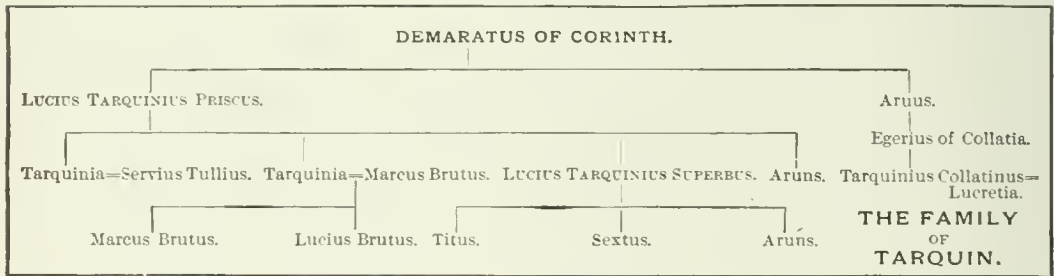 DEMARATUS OF CORINTH.
LUCIUS TARQUINIUS PRISCUS. Aruns.
Egerius of Collatia.
Tarquinia=Servius Tullius. Tarquinia=Marcus Brutus. LUCIUS TARQUINIUS SUPERBUS. Aruns. Tarquinius Collatinus=
Lucretia.
Marcus Brutus. Lucius Brutus. Titus. Sextus. Aruns.
THE FAMILY
OF
TARQUIN.